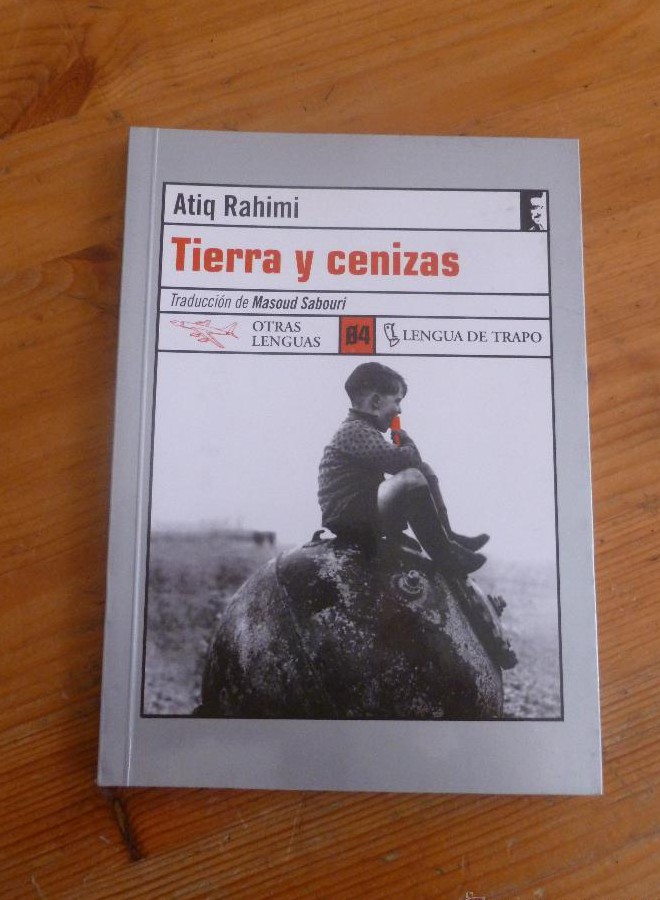 Atiq Rahimi
Tierra y cenizas
Traducción de Masoud Sabouri
OTRAS
LENGUAS
84
LENGUA DE TRAPO